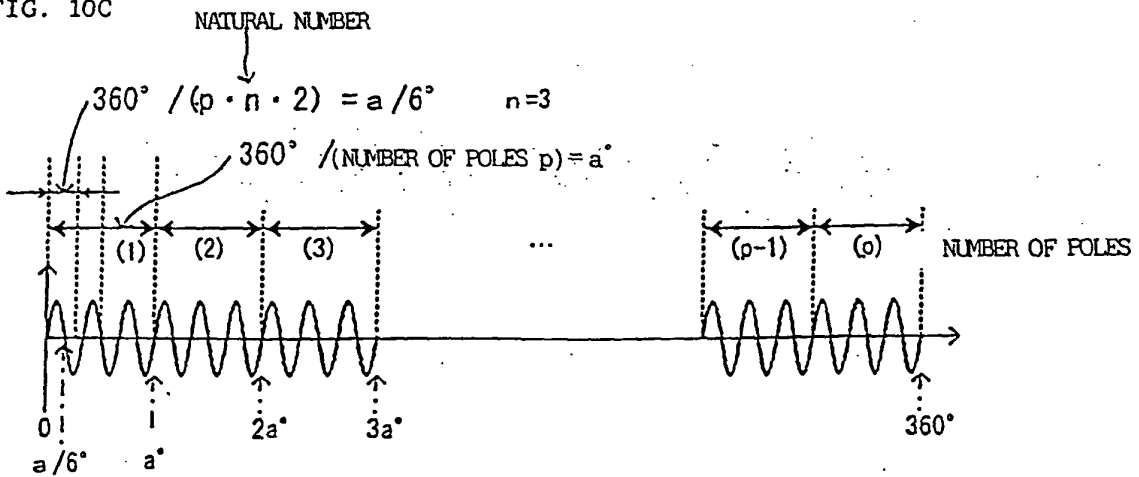 FIG. 10C
NATURAL NUMBER
360° /(p · n · 2) = a/6° n=3
360° /(NUMBER OF POLES p)=a°
(1) (2) (3) ... (p-1) (p) NUMBER OF POLES
0 a/6° a° 2a° 3a° 360°